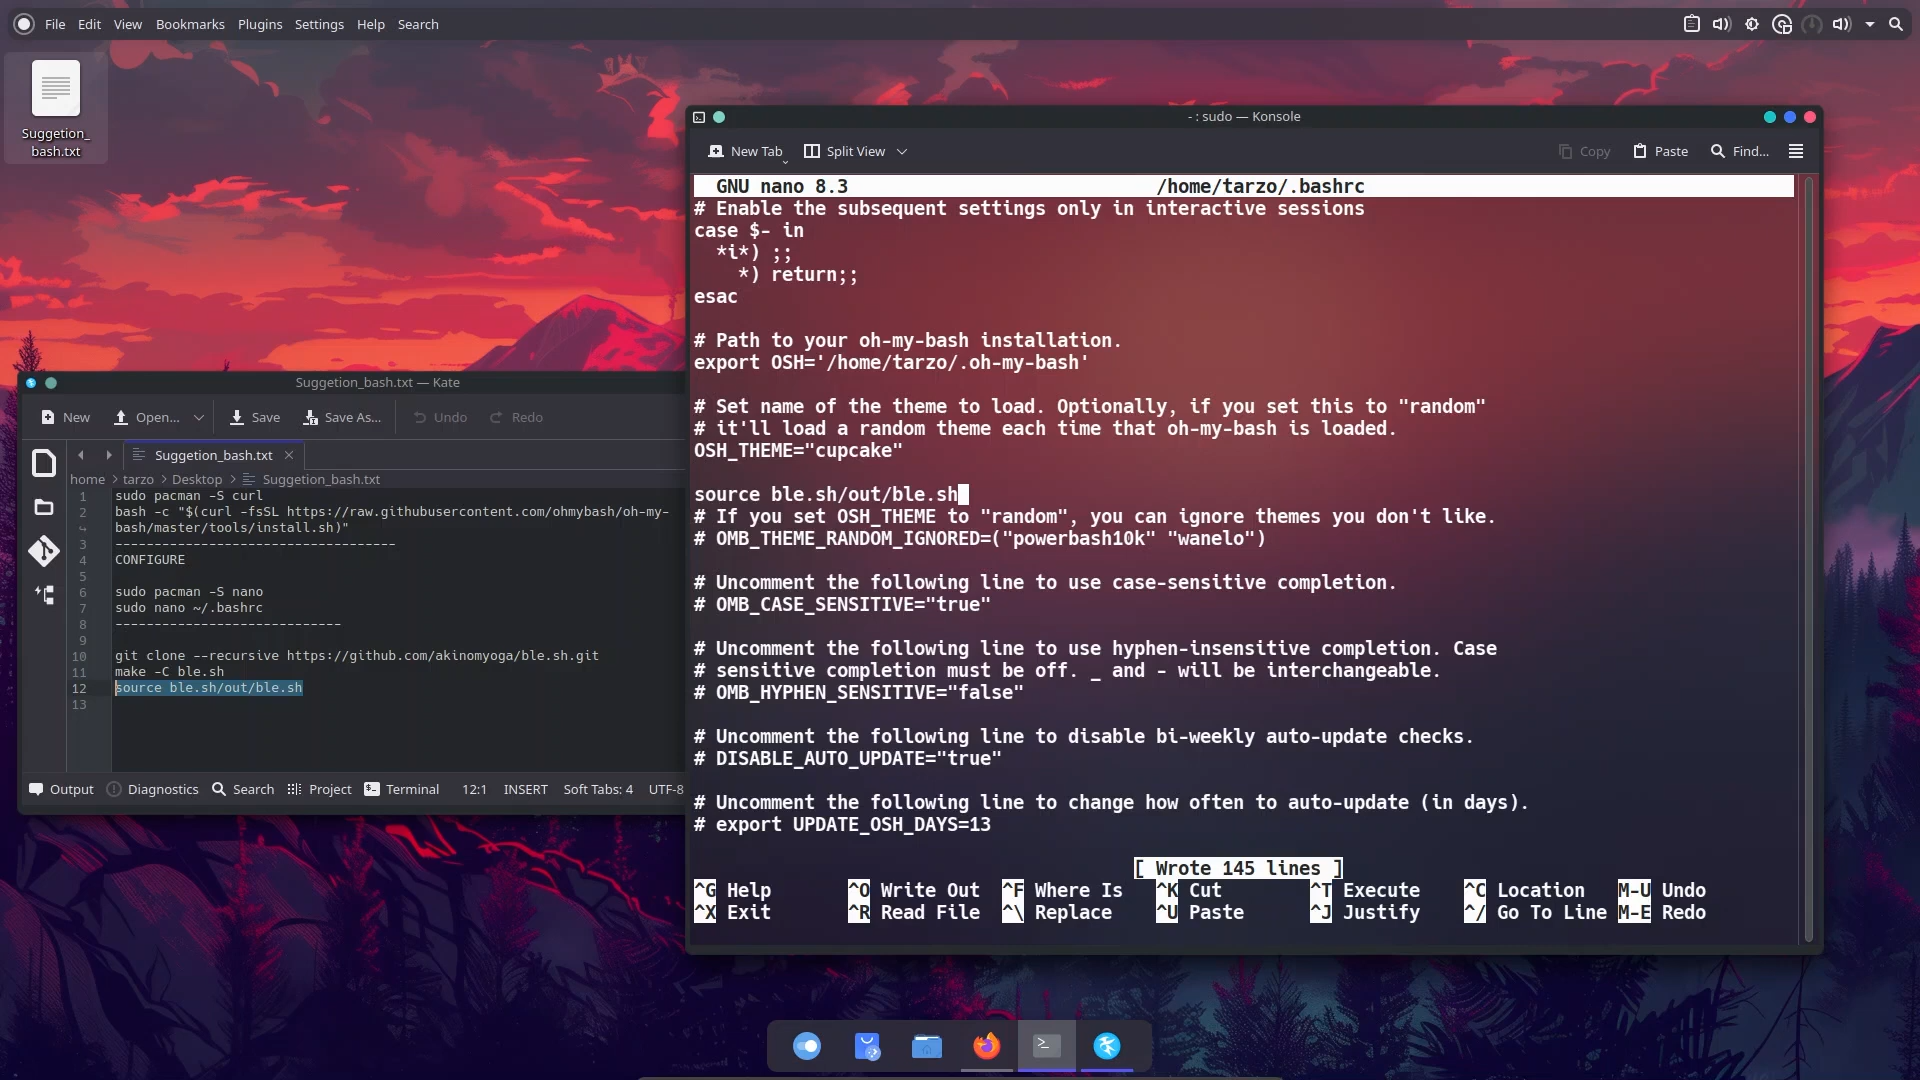 File Edit View Bookmarks Plugins Settings Help Search
Suggetion_
bash.txt
- : sudo — Konsole
New Tab Split View Copy Paste Find...
GNU nano 8.3 /home/tarzo/.bashrc
# Enable the subsequent settings only in interactive sessions
case $- in
*i*) ;;
*) return;;
esac
# Path to your oh-my-bash installation.
export OSH='/home/tarzo/.oh-my-bash'
# Set name of the theme to load. Optionally, if you set this to "random"
# it'll load a random theme each time that oh-my-bash is loaded.
OSH_THEME="cupcake"
source ble.sh/out/ble.sh
# If you set OSH_THEME to "random", you can ignore themes you don't like.
# OMB_THEME_RANDOM_IGNORED=("powerbash10k" "wanelo")
# Uncomment the following line to use case-sensitive completion.
# OMB_CASE_SENSITIVE="true"
# Uncomment the following line to use hyphen-insensitive completion. Case
# sensitive completion must be off. _ and - will be interchangeable.
# OMB_HYPHEN_SENSITIVE="false"
# Uncomment the following line to disable bi-weekly auto-update checks.
# DISABLE_AUTO_UPDATE="true"
# Uncomment the following line to change how often to auto-update (in days).
# export UPDATE_OSH_DAYS=13
[ Wrote 145 lines ]
^G Help ^O Write Out ^F Where Is ^K Cut ^T Execute ^C Location M-U Undo
^X Exit ^R Read File ^\ Replace ^U Paste ^J Justify ^/ Go To Line M-E Redo
Suggetion_bash.txt — Kate
New Open... Save Save As... Undo Redo
Suggetion_bash.txt
home > tarzo > Desktop > Suggetion_bash.txt
1 sudo pacman -S curl
2 bash -c "$(curl -fsSL https://raw.githubusercontent.com/ohmybash/oh-my-
bash/master/tools/install.sh)"
3 ------------------------------------
4 CONFIGURE
5
6 sudo pacman -S nano
7 sudo nano ~/.bashrc
8 -----------------------------
9
10 git clone --recursive https://github.com/akinomyoga/ble.sh.git
11 make -C ble.sh
12 source ble.sh/out/ble.sh
13
Output Diagnostics Search Project Terminal 12:1 INSERT Soft Tabs: 4 UTF-8